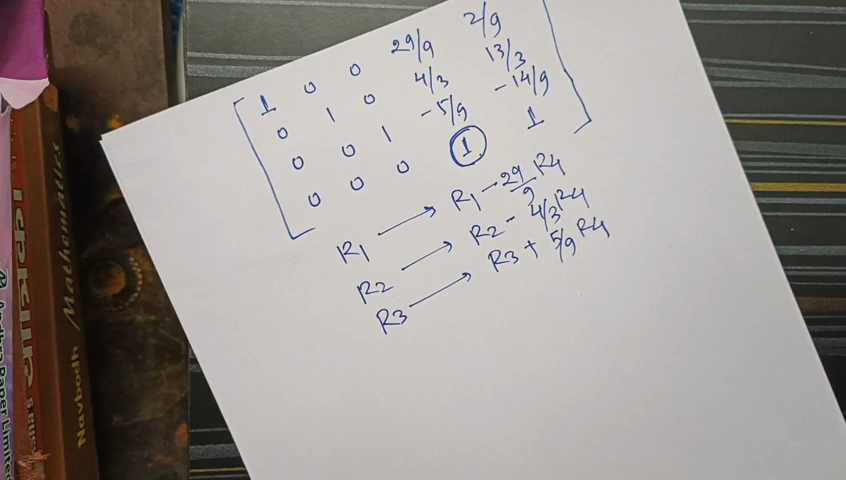 1 0 0 29/9 2/9
0 1 0 4/3 13/3
0 0 1 -5/9 -14/9
0 0 0 1 1
R1 → R1 - 29/9 R4
R2 → R2 - 4/3 R4
R3 → R3 + 5/9 R4
Mathematics
Navbodh